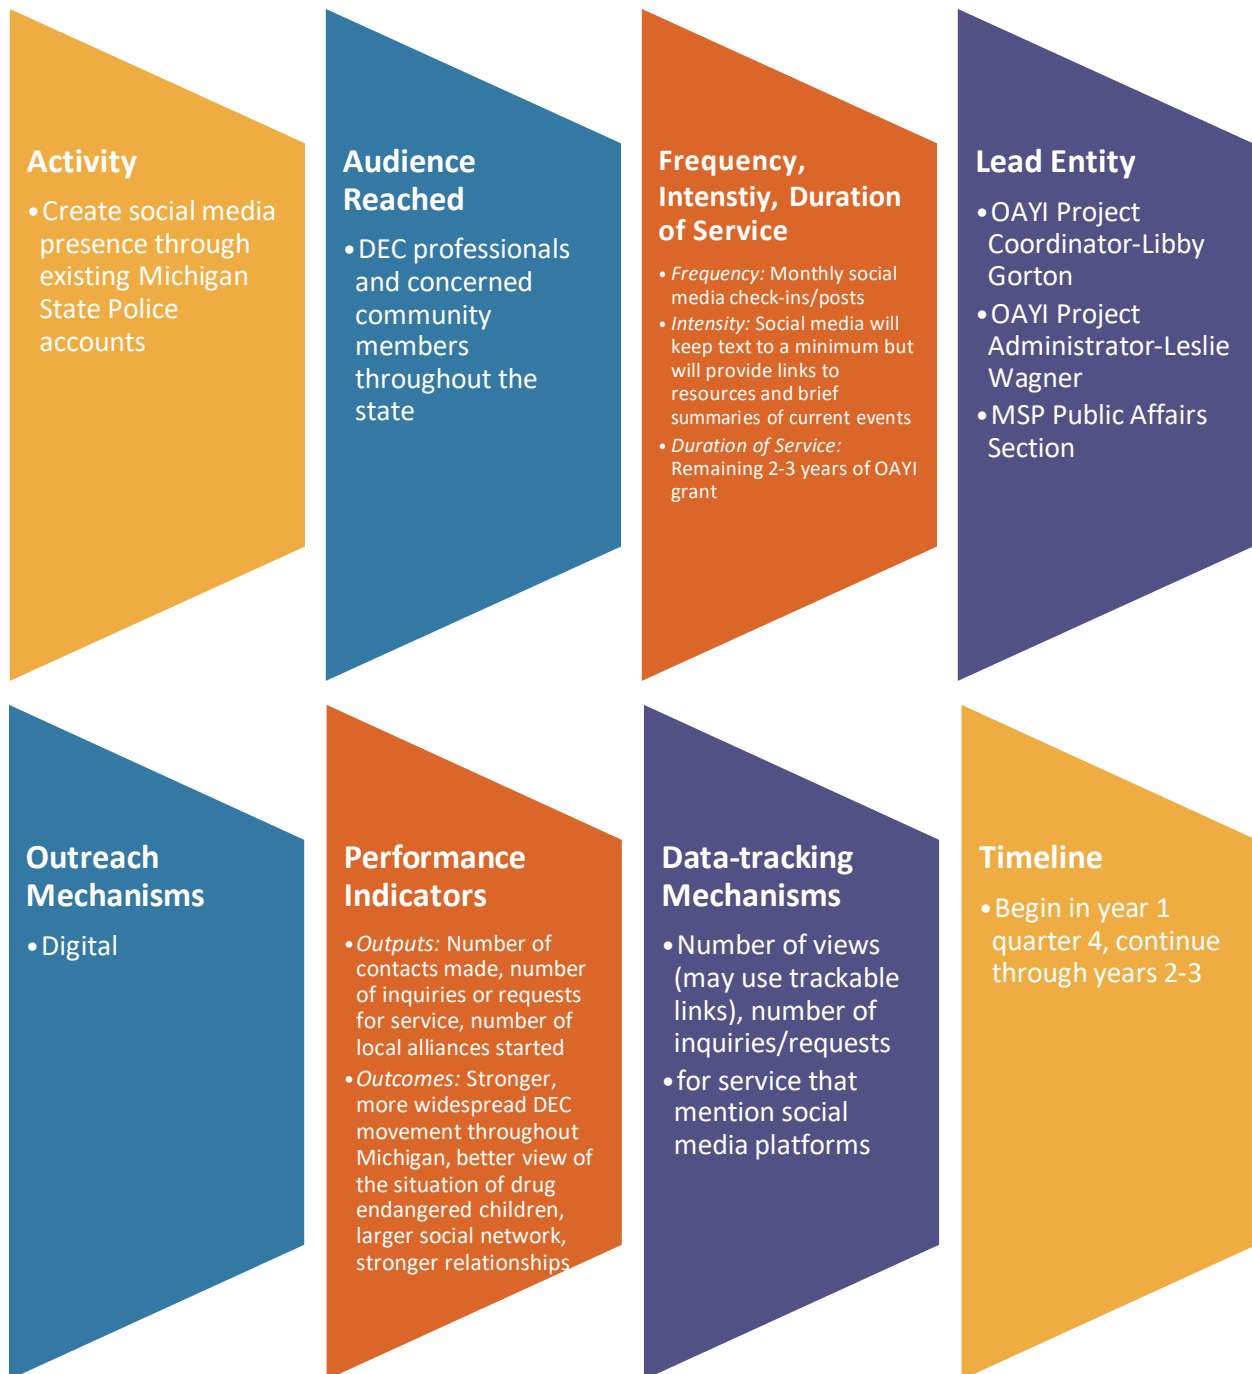 Activity
•Create social media
presence through
existing Michigan
State Police
accounts
Audience
Reached
•DEC professionals
and concerned
community
members
throughout the
state
Frequency,
Intenstiy, Duration
of Service
• Frequency: Monthly social
media check-ins/posts
• Intensity: Social media will
keep text to a minimum but
will provide links to
resources and brief
summaries of current events
• Duration of Service:
Remaining 2-3 years of OAYI
grant
Lead Entity
•OAYI Project
Coordinator-Libby
Gorton
•OAYI Project
Administrator-Leslie
Wagner
•MSP Public Affairs
Section
Outreach
Mechanisms
•Digital
Performance
Indicators
•Outputs: Number of
contacts made, number
of inquiries or requests
for service, number of
local alliances started
•Outcomes: Stronger,
more widespread DEC
movement throughout
Michigan, better view of
the situation of drug
endangered children,
larger social network,
stronger relationships
Data-tracking
Mechanisms
•Number of views
(may use trackable
links), number of
inquiries/requests
•for service that
mention social
media platforms
Timeline
•Begin in year 1
quarter 4, continue
through years 2-3